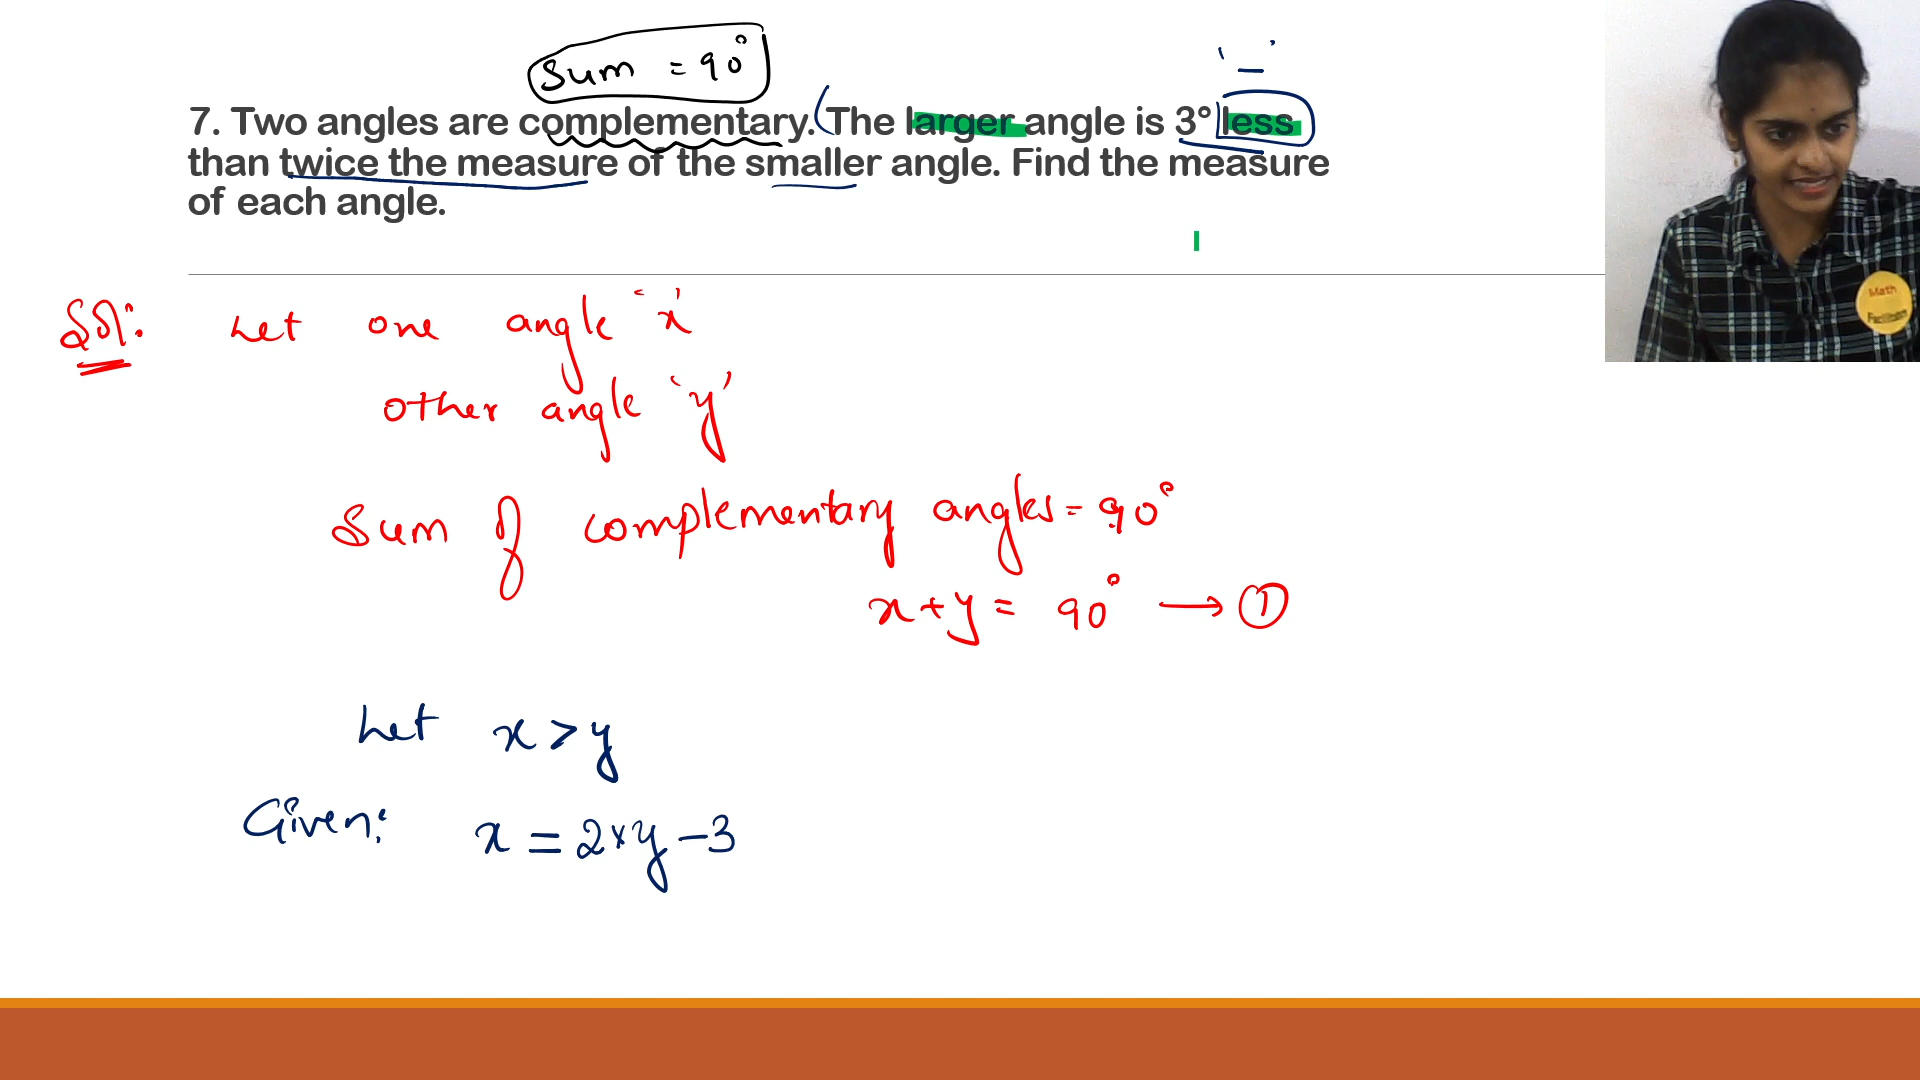 Sum = 90°
'–'
7. Two angles are complementary. (The larger angle is 3° less
than twice the measure of the smaller angle. Find the measure
of each angle.
Sol: Let one angle 'x'
other angle 'y'
Sum of complementary angles = 90°
x+y = 90° → ①
Let x > y
Given: x = 2×y −3
Math
Facilitator